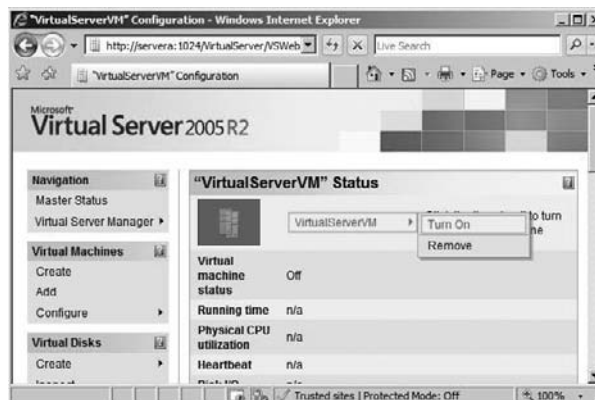 "VirtualServerVM" Configuration - Windows Internet Explorer
http://servera:1024/VirtualServer/VSWeb
Live Search
"VirtualServerVM" Configuration
Page
Tools
Microsoft
Virtual Server 2005 R2
Navigation
Master Status
Virtual Server Manager
Virtual Machines
Create
Add
Configure
Virtual Disks
Create
"VirtualServerVM" Status
VirtualServerVM
Turn On
Remove
to turn
Virtual machine status
Off
Running time n/a
Physical CPU utilization
n/a
Heartbeat n/a
Trusted sites | Protected Mode: Off
100%